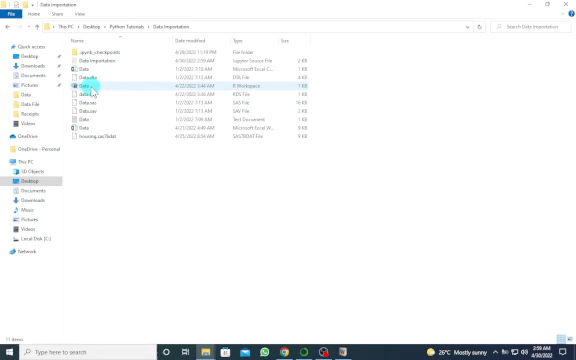 Data Importation
File
Home
Share
View
This PC > Desktop > Python Tutorials > Data Importation
Search Data Importation
Name
Date modified
Type
Size
Quick access
Desktop
Downloads
Documents
Pictures
Data
Data File
Receipts
Videos
OneDrive
OneDrive - Personal
This PC
3D Objects
Desktop
Documents
Downloads
Music
Pictures
Videos
Local Disk (C:)
Network
.ipynb_checkpoints 4/28/2022 11:19 PM File folder
Data Importation 4/30/2022 2:59 AM Jupyter Source File 2 KB
Data 1/2/2022 7:10 AM Microsoft Excel C... 1 KB
Data.dta 1/2/2022 7:13 AM DTA File 4 KB
Data 4/22/2022 3:44 AM R Workspace 1 KB
4/22/2022 3:48 AM RDS File 1 KB
Data.sas 1/2/2022 7:13 AM SAS File 16 KB
Data.sav 1/2/2022 7:13 AM SAV File 2 KB
Data 1/2/2022 7:09 AM Text Document 1 KB
Data 4/21/2022 4:49 AM Microsoft Excel W... 9 KB
housing.sas7bdat 4/25/2022 8:54 AM SAS7BDAT File 9 KB
11 items
Type here to search
26°C Mostly sunny
2:59 AM
4/30/2022